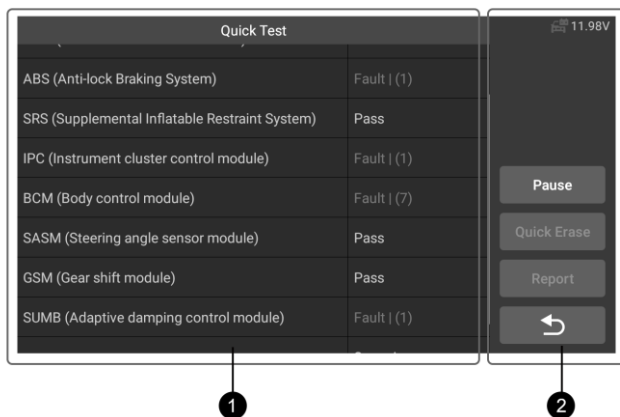 Quick Test
11.98V
ABS (Anti-lock Braking System) Fault | (1)
SRS (Supplemental Inflatable Restraint System) Pass
IPC (Instrument cluster control module) Fault | (1)
BCM (Body control module) Fault | (7)
SASM (Steering angle sensor module) Pass
GSM (Gear shift module) Pass
SUMB (Adaptive damping control module) Fault | (1)
Pause
Quick Erase
Report
1
2